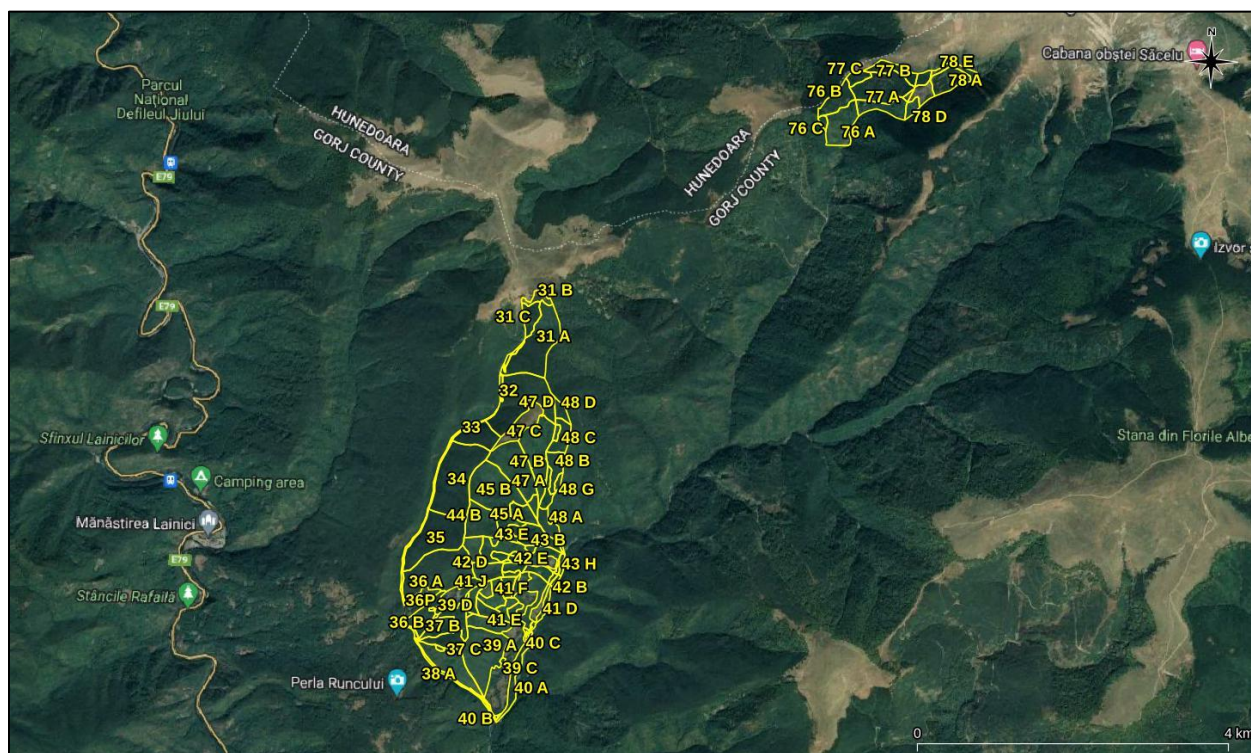 N
Cabana obștei Săcelu
78 E
77 C
77 B
78 A
Parcul
Național
Defileul Jiului
76 B
77 A
78 D
76 C
76 A
HUNEDOARA
GORJ COUNTY
HUNEDOARA
GORJ COUNTY
E79
Izvor
31 B
E79
31 C
31 A
32
47 D
48 D
33
47 C
48 C
Sfinxul Lainicilor
Stana din Florile Albe
47 B
48 B
34
47 A
Camping area
45 B
48 G
44 B
45 A
48 A
Mănăstirea Lainici
35
43 E
43 B
E79
42 D
42 E
43 H
36 A
41 J
41 F
42 B
Stâncile Rafailă
36P
39 D
41 D
36 B
37 B
41 E
37 C
39 A
40 C
38 A
39 C
Perla Runcului
40 A
40 B
0
4 km